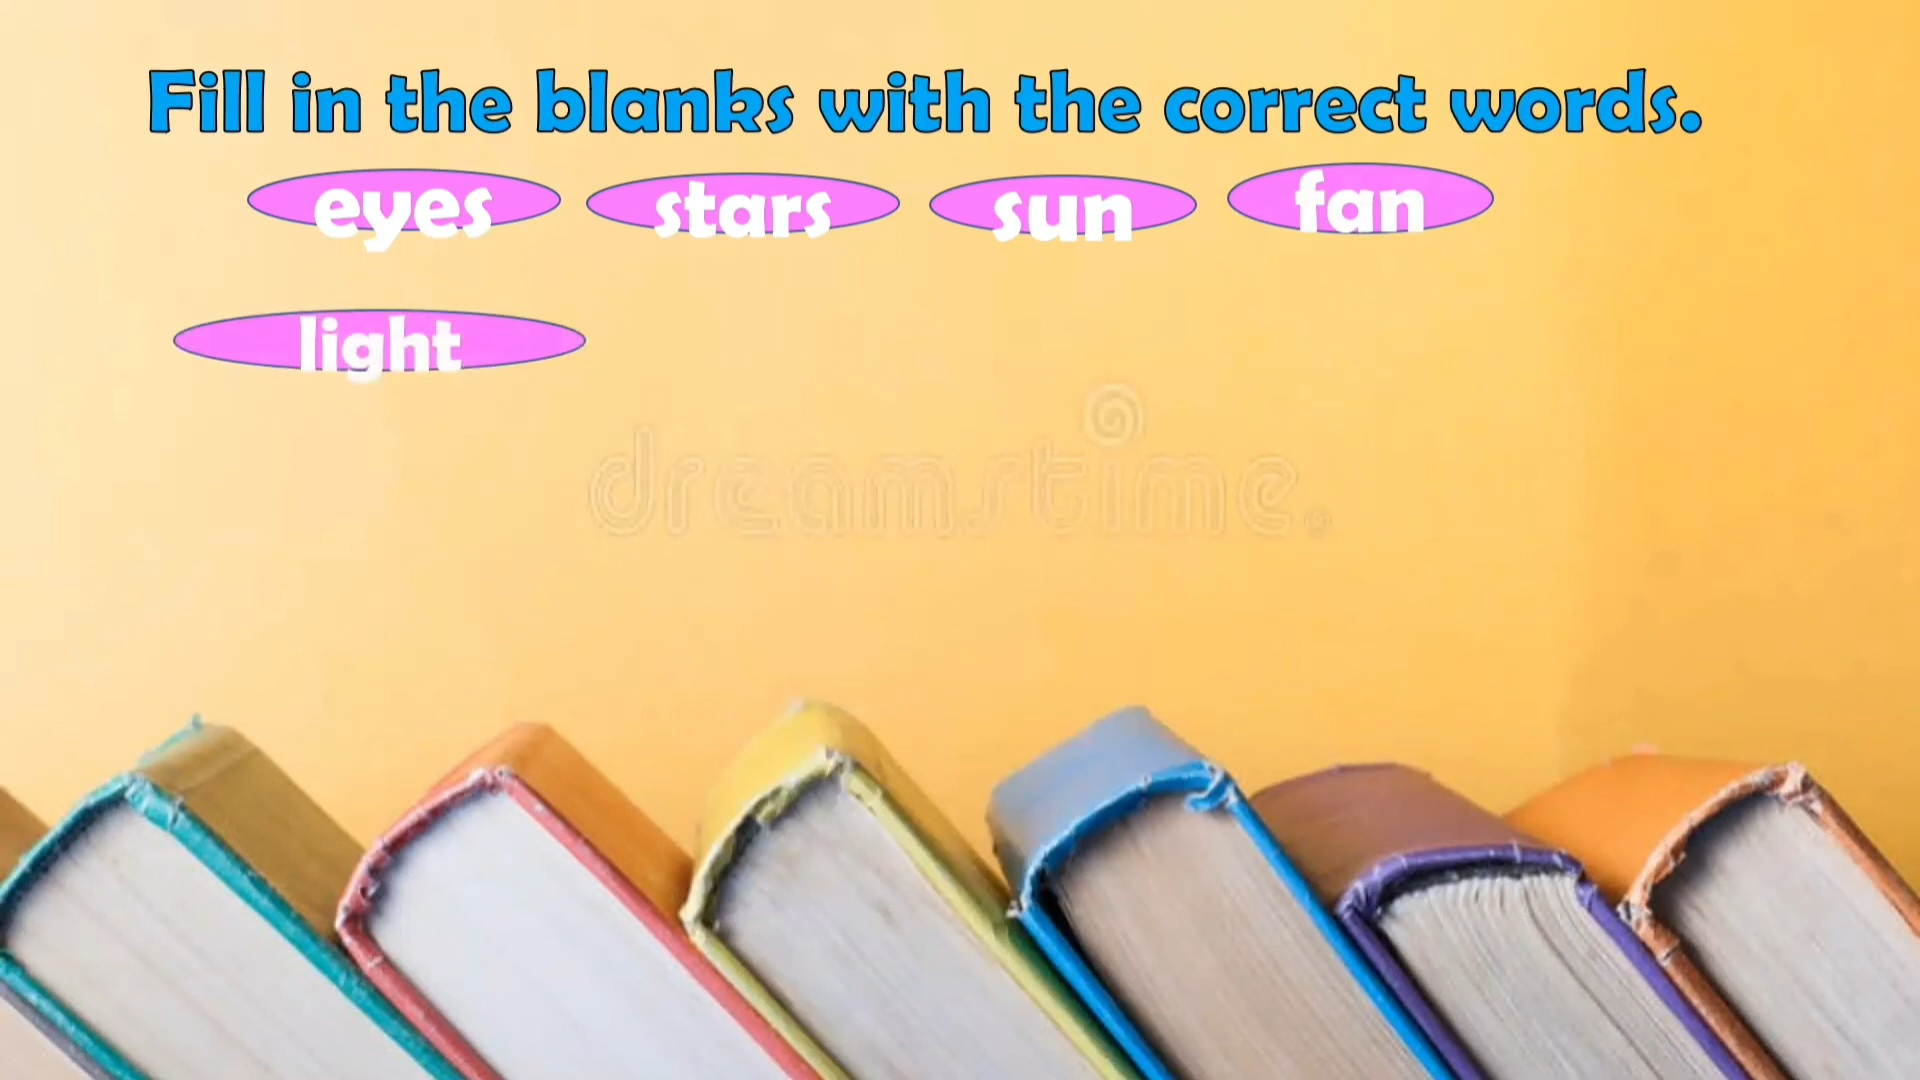 Fill in the blanks with the correct words.
eyes stars sun fan
light
dreamstime.